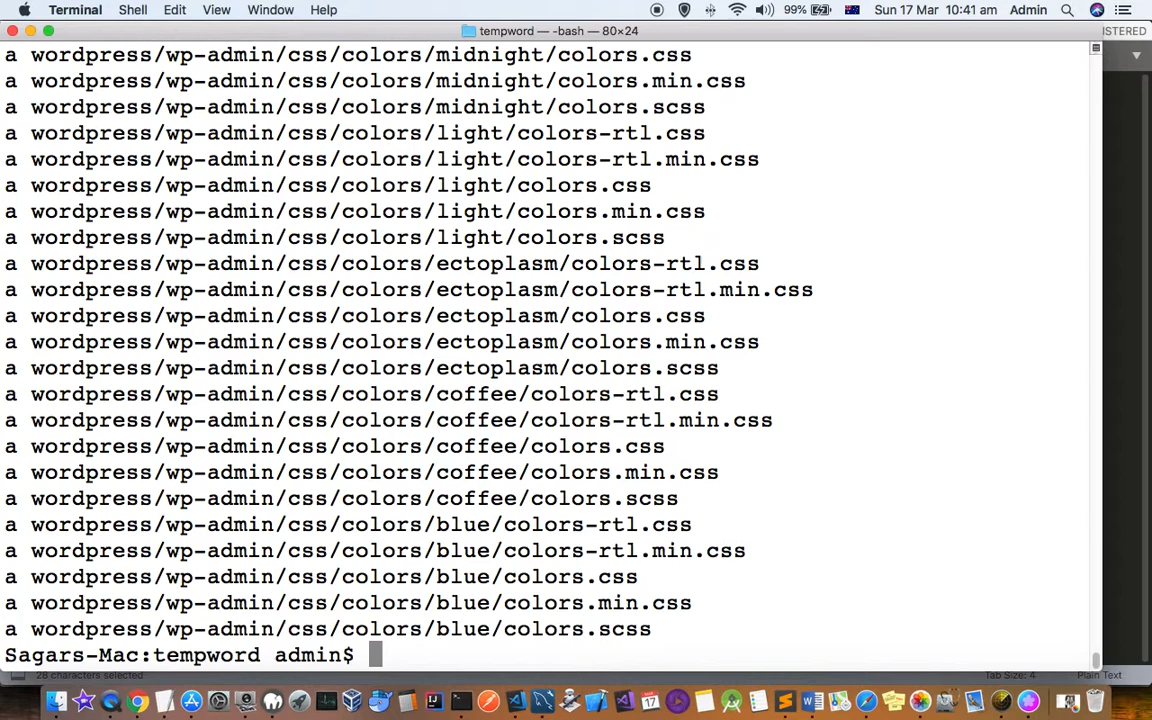 Terminal Shell Edit View Window Help 99% Sun 17 Mar 10:41 am Admin
tempword — -bash — 80×24
ISTERED
a wordpress/wp-admin/css/colors/midnight/colors.css
a wordpress/wp-admin/css/colors/midnight/colors.min.css
a wordpress/wp-admin/css/colors/midnight/colors.scss
a wordpress/wp-admin/css/colors/light/colors-rtl.css
a wordpress/wp-admin/css/colors/light/colors-rtl.min.css
a wordpress/wp-admin/css/colors/light/colors.css
a wordpress/wp-admin/css/colors/light/colors.min.css
a wordpress/wp-admin/css/colors/light/colors.scss
a wordpress/wp-admin/css/colors/ectoplasm/colors-rtl.css
a wordpress/wp-admin/css/colors/ectoplasm/colors-rtl.min.css
a wordpress/wp-admin/css/colors/ectoplasm/colors.css
a wordpress/wp-admin/css/colors/ectoplasm/colors.min.css
a wordpress/wp-admin/css/colors/ectoplasm/colors.scss
a wordpress/wp-admin/css/colors/coffee/colors-rtl.css
a wordpress/wp-admin/css/colors/coffee/colors-rtl.min.css
a wordpress/wp-admin/css/colors/coffee/colors.css
a wordpress/wp-admin/css/colors/coffee/colors.min.css
a wordpress/wp-admin/css/colors/coffee/colors.scss
a wordpress/wp-admin/css/colors/blue/colors-rtl.css
a wordpress/wp-admin/css/colors/blue/colors-rtl.min.css
a wordpress/wp-admin/css/colors/blue/colors.css
a wordpress/wp-admin/css/colors/blue/colors.min.css
a wordpress/wp-admin/css/colors/blue/colors.scss
Sagars-Mac:tempword admin$
28 characters selected Tab Size: 4 Plain Text
17